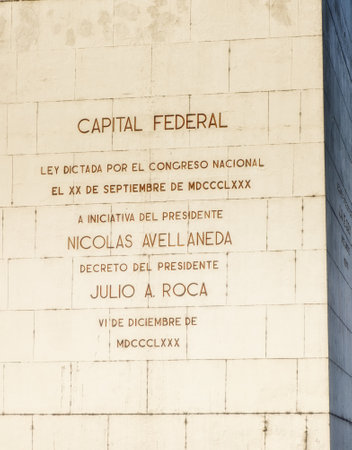 CAPITAL FEDERAL
LEY DICTADA POR EL CONGRESO NACIONAL
EL XX DE SEPTIEMBRE DE MDCCCLXXX
A INICIATIVA DEL PRESIDENTE
NICOLAS AVELLANEDA
DECRETO DEL PRESIDENTE
JULIO A. ROCA
VI DE DICIEMBRE DE
MDCCCLXXX